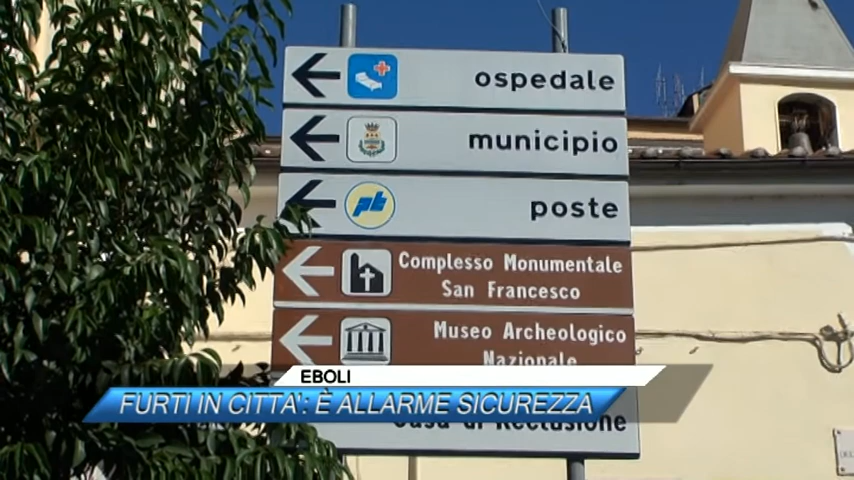 ospedale
municipio
poste
Complesso Monumentale
San Francesco
Museo Archeologico
Nazionale
EBOLI
FURTI IN CITTA': È ALLARME SICUREZZA
Casa di Reclusione